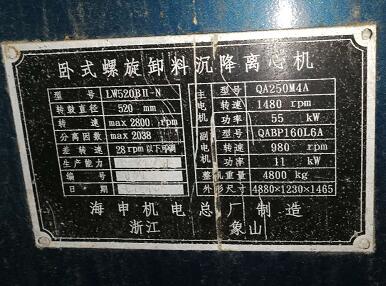 卧式螺旋卸料沉降离心机
型号 LW520BⅡ-N 主电机 型号 QA250M4A
转鼓直径 520 mm 转速 1480 rpm
转速 max 2800 rpm 功率 55 kW
分离因数 max 2038 副电机 型号 QABP160L6A
差转速 28rpm 以下可调 转速 980 rpm
生产能力 功率 11 kW
编号 整机重量 4800 kg
日期 外形尺寸 4880×1230×1465
海申机电总厂制造
浙江 象山